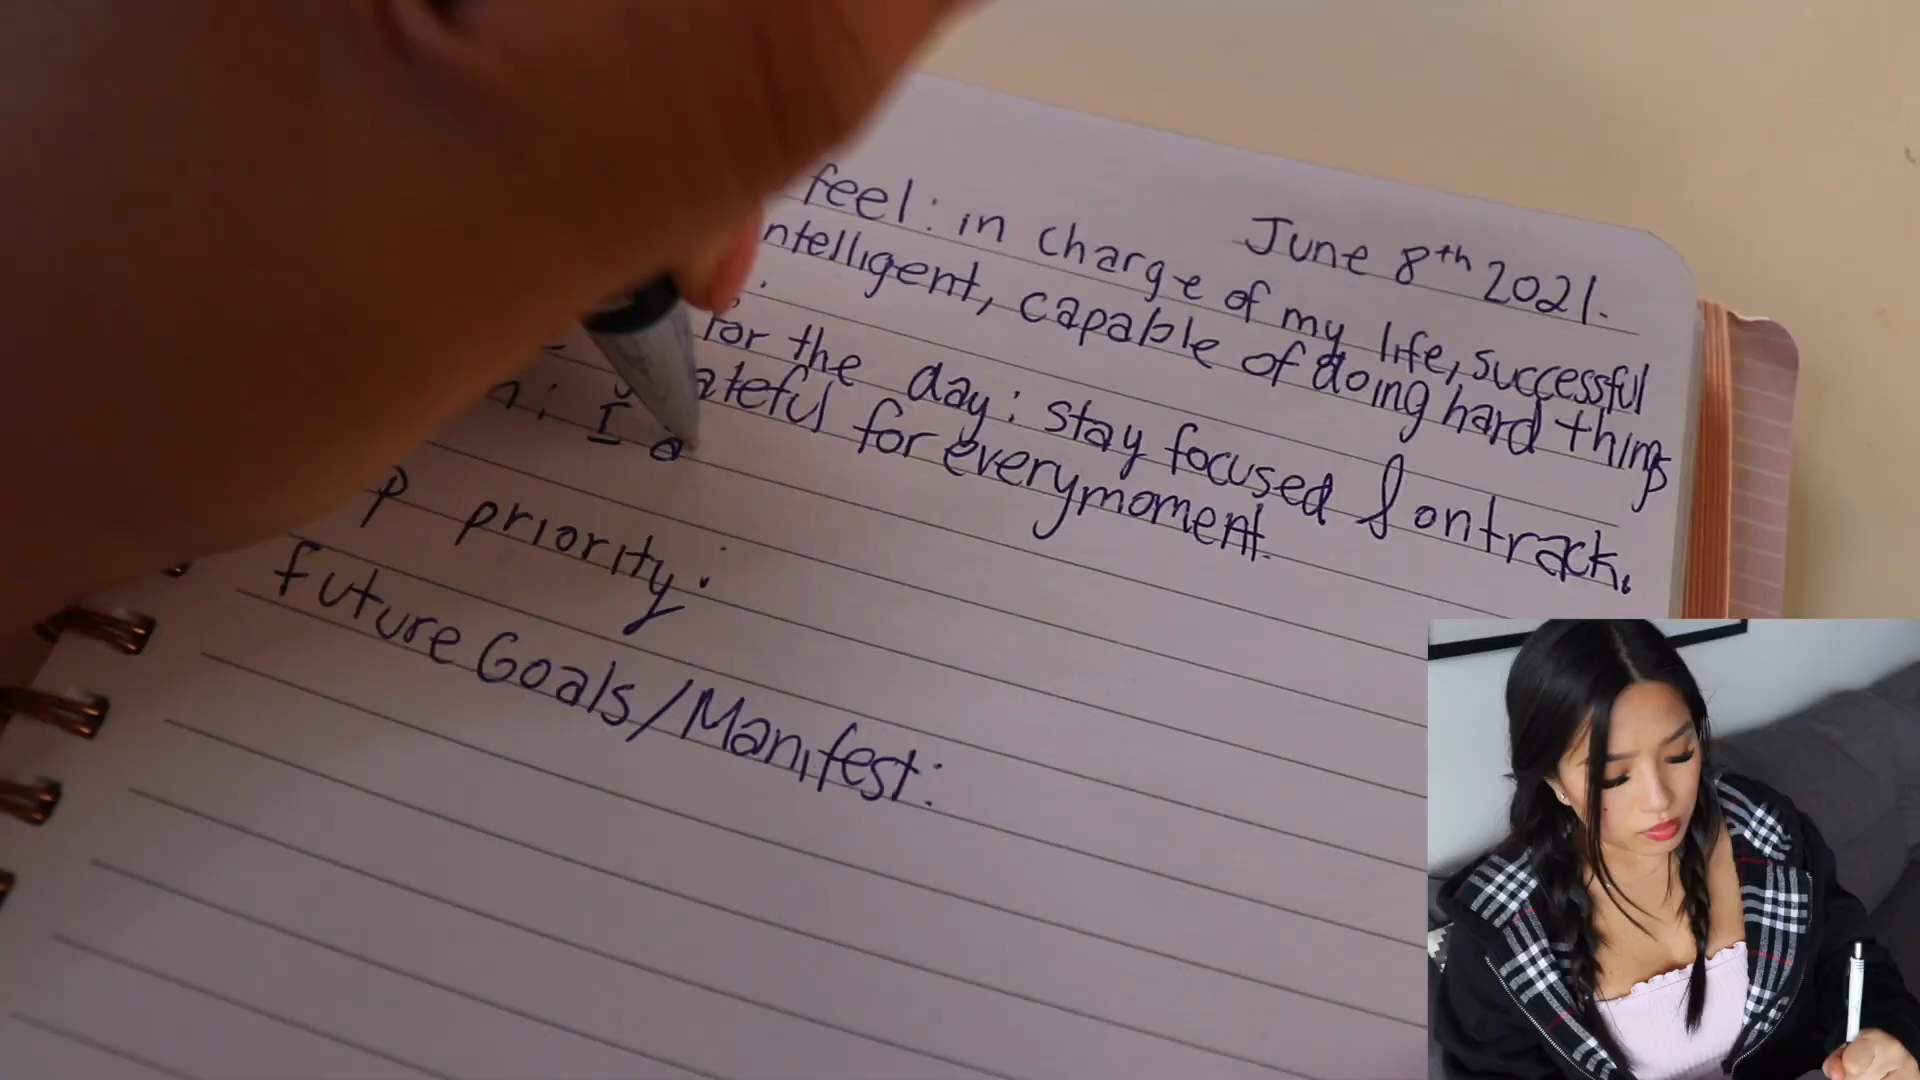 June 8th 2021.
feel: in charge of my life, successful
ntelligent, capable of doing hard things
for the day: stay focused & ontrack.
ateful for everymoment.
n: I a
p priority:
future Goals/Manifest: